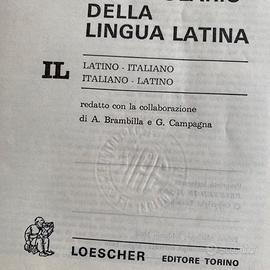 DELLA
LINGUA LATINA
IL
LATINO - ITALIANO
ITALIANO - LATINO
redatto con la collaborazione
di A. Brambilla e G. Campagna
LOESCHER EDITORE TORINO